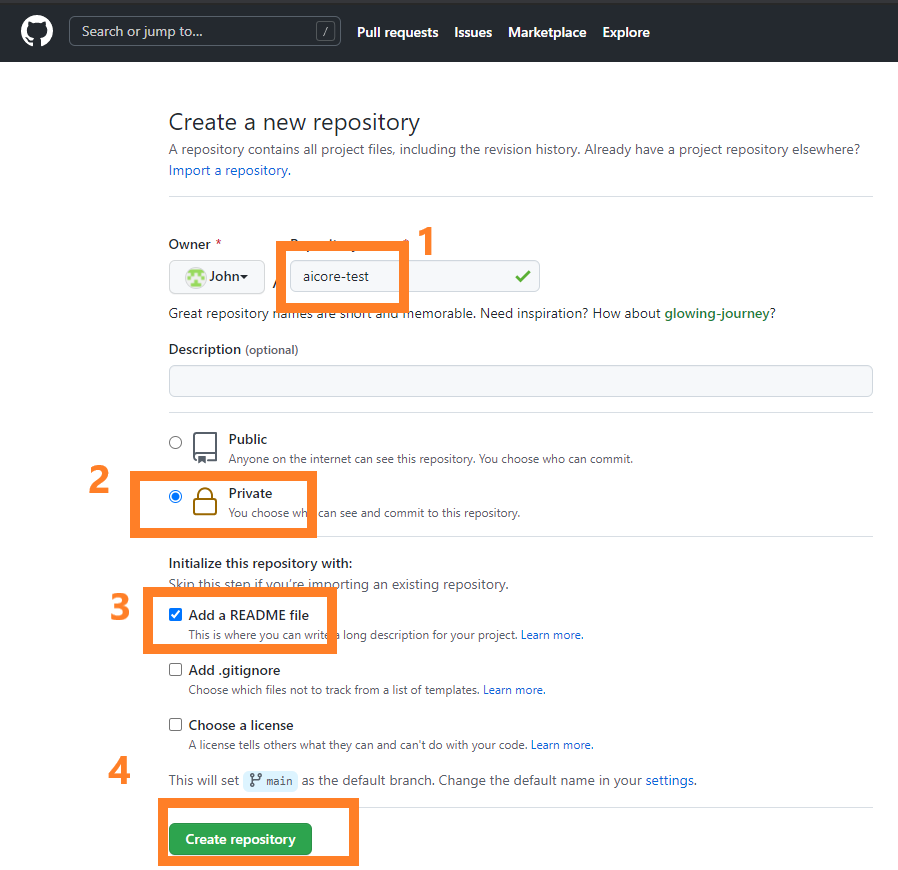 Search or jump to... /
Pull requests Issues Marketplace Explore
Create a new repository
A repository contains all project files, including the revision history. Already have a project repository elsewhere?
Import a repository.
1
Owner *
John
aicore-test
Great repository names are short and memorable. Need inspiration? How about glowing-journey?
Description (optional)
Public
Anyone on the internet can see this repository. You choose who can commit.
2
Private
You choose who can see and commit to this repository.
Initialize this repository with:
Skip this step if you're importing an existing repository.
3
Add a README file
This is where you can write a long description for your project. Learn more.
Add .gitignore
Choose which files not to track from a list of templates. Learn more.
Choose a license
A license tells others what they can and can't do with your code. Learn more.
4
This will set main as the default branch. Change the default name in your settings.
Create repository